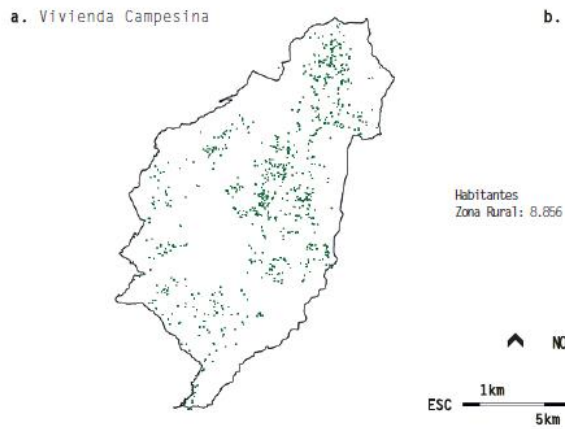 a. Vivienda Campesina
b.
Habitantes
Zona Rural: 8.856
NO
ESC
1km
5km